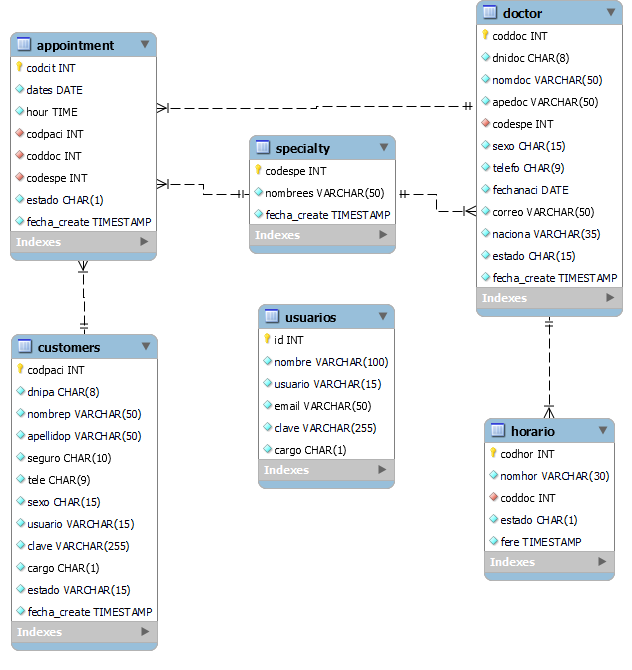 appointment
codcit INT
dates DATE
hour TIME
codpaci INT
coddoc INT
codespe INT
estado CHAR(1)
fecha_create TIMESTAMP
Indexes
specialty
codespe INT
nombrees VARCHAR(50)
fecha_create TIMESTAMP
Indexes
doctor
coddoc INT
dnidoc CHAR(8)
nomdoc VARCHAR(50)
apedoc VARCHAR(50)
codespe INT
sexo CHAR(15)
telefo CHAR(9)
fechanaci DATE
correo VARCHAR(50)
naciona VARCHAR(35)
estado CHAR(15)
fecha_create TIMESTAMP
Indexes
customers
codpaci INT
dnipa CHAR(8)
nombrep VARCHAR(50)
apellidop VARCHAR(50)
seguro CHAR(10)
tele CHAR(9)
sexo CHAR(15)
usuario VARCHAR(15)
clave VARCHAR(255)
cargo CHAR(1)
estado VARCHAR(15)
fecha_create TIMESTAMP
Indexes
usuarios
id INT
nombre VARCHAR(100)
usuario VARCHAR(15)
email VARCHAR(50)
clave VARCHAR(255)
cargo CHAR(1)
Indexes
horario
codhor INT
nomhor VARCHAR(30)
coddoc INT
estado CHAR(1)
fere TIMESTAMP
Indexes